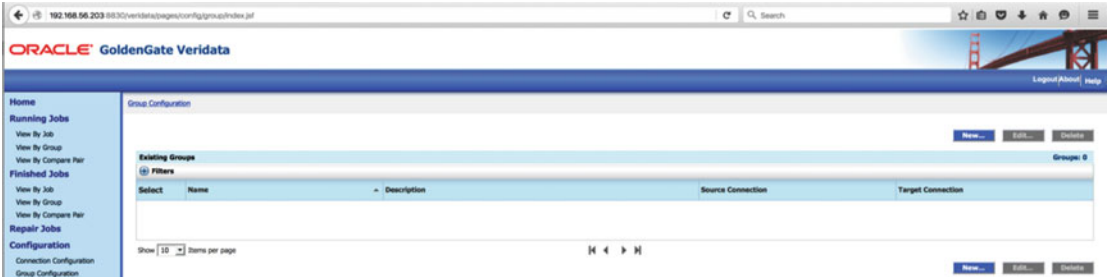 192.168.56.203:8830/veridata/pages/config/group/index.jsf
Search
ORACLE GoldenGate Veridata
Logout About Help
Home
Group Configuration
Running Jobs
View By Job
View By Group
View By Compare Pair
Finished Jobs
View By Job
View By Group
View By Compare Pair
Repair Jobs
Configuration
Connection Configuration
Group Configuration
New... Edit... Delete
Existing Groups Groups: 0
Filters
Select Name Description Source Connection Target Connection
Show 10 Items per page
New... Edit... Delete